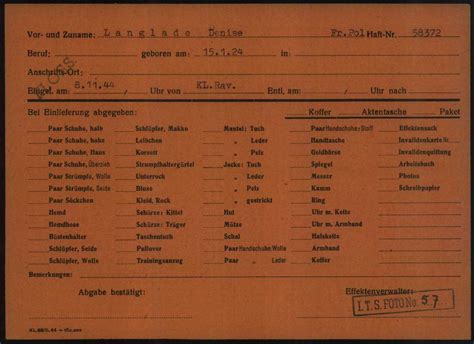 Vor- und Zuname: Langlade Denise Fr.Pol Haft-Nr. 58372
Beruf: geboren am 15.1.24 in
Anschrifts-Ort:
Eingel. am 8.11.44 Uhr von KL.Rav. Entl. am Uhr nach
Bei Einlieferung abgegeben: Koffer Aktentasche Paket
Paar Schuhe, halb Schlüpfer, Makko Mantel: Tuch Paar Handschuhe: Stoff Effektensack
Paar Schuhe, hohe Leibchen " Leder Handtasche Invalidenkarte Nr.
Paar Schuhe, Haus Korsett " Pelz Geldbörse Invalidenquittung
Paar Schuhe, Überzieh Strumpfhaltergürtel Jacke: Tuch Spiegel Arbeitsbuch
Paar Strümpfe, Wolle Unterrock " Leder Messer Photos
Paar Strümpfe, Seide Bluse " Pelz Kamm Schreibpapier
Paar Söckchen Kleid, Rock " gestrickt Ring
Hemd Schürze: Kittel Hut Uhr m. Kette
Hemdhose Schürze: Träger Mütze Uhr m. Armband
Büstenhalter Taschentuch Schal Halskette
Schlüpfer, Seide Pullover Paar Handschuhe: Wolle Armband
Schlüpfer, Wolle Trainingsanzug Paar " Leder Kämme
Bemerkungen:
Abgabe bestätigt: Effektenverwalter:
I.T.S. FOTO No. 57